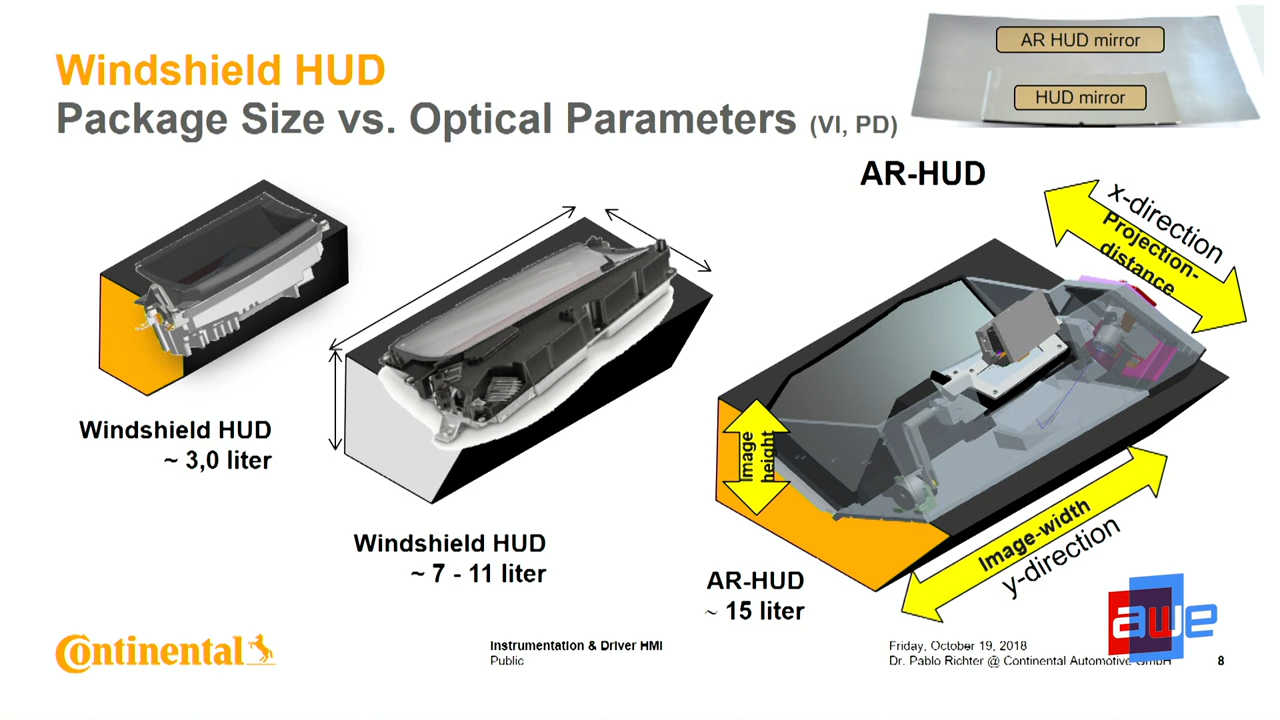 Windshield HUD
Package Size vs. Optical Parameters (VI, PD)
AR HUD mirror
HUD mirror
AR-HUD
x-direction
Projection-
distance
Windshield HUD
~ 3,0 liter
Windshield HUD
~ 7 - 11 liter
Image
height
AR-HUD
~ 15 liter
Image-width
y-direction
awe
Continental
Instrumentation & Driver HMI
Public
Friday, October 19, 2018
Dr. Pablo Richter @ Continental Automotive GmbH
8